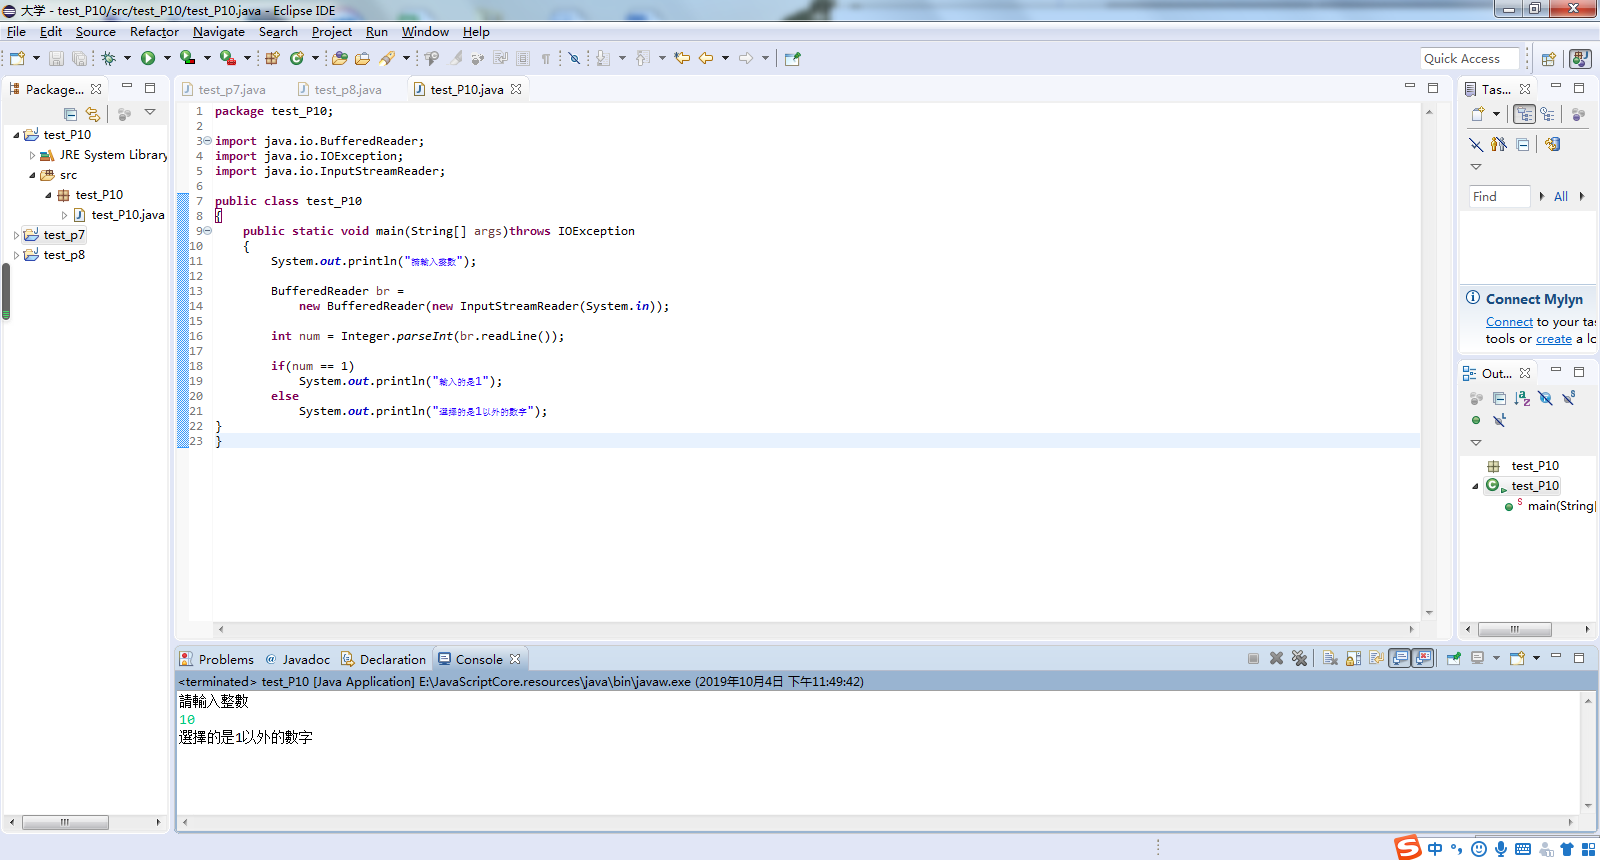 大学 - test_P10/src/test_P10/test_P10.java - Eclipse IDE
File Edit Source Refactor Navigate Search Project Run Window Help
Quick Access
Package...
test_P10
JRE System Library
src
test_P10
test_P10.java
test_p7
test_p8
test_p7.java test_p8.java test_P10.java
1 package test_P10;
2
3 import java.io.BufferedReader;
4 import java.io.IOException;
5 import java.io.InputStreamReader;
6
7 public class test_P10
8 {
9 public static void main(String[] args)throws IOException
10 {
11 System.out.println("請輸入整數");
12
13 BufferedReader br =
14 new BufferedReader(new InputStreamReader(System.in));
15
16 int num = Integer.parseInt(br.readLine());
17
18 if(num == 1)
19 System.out.println("輸入的是1");
20 else
21 System.out.println("選擇的是1以外的數字");
22 }
23 }
Tas...
Find All
Connect Mylyn
Connect to your tas
tools or create a lo
Out...
test_P10
test_P10
main(String[
Problems Javadoc Declaration Console
<terminated> test_P10 [Java Application] E:\JavaScriptCore.resources\java\bin\javaw.exe (2019年10月4日 下午11:49:42)
請輸入整數
10
選擇的是1以外的數字
中